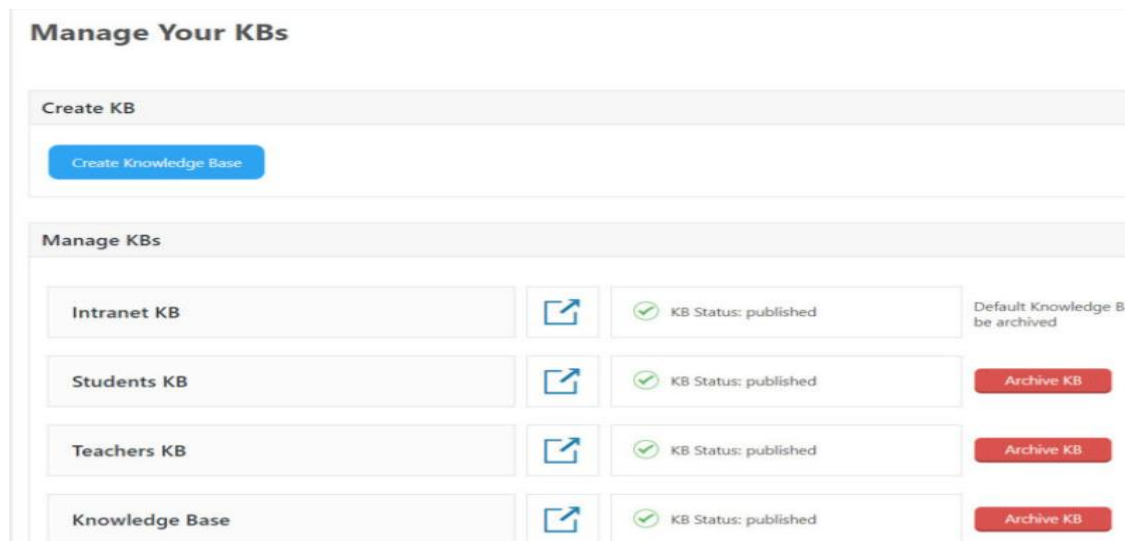 Manage Your KBs
Create KB
Create Knowledge Base
Manage KBs
Intranet KB
KB Status: published
Default Knowledge B
be archived
Students KB
KB Status: published
Archive KB
Teachers KB
KB Status: published
Archive KB
Knowledge Base
KB Status: published
Archive KB